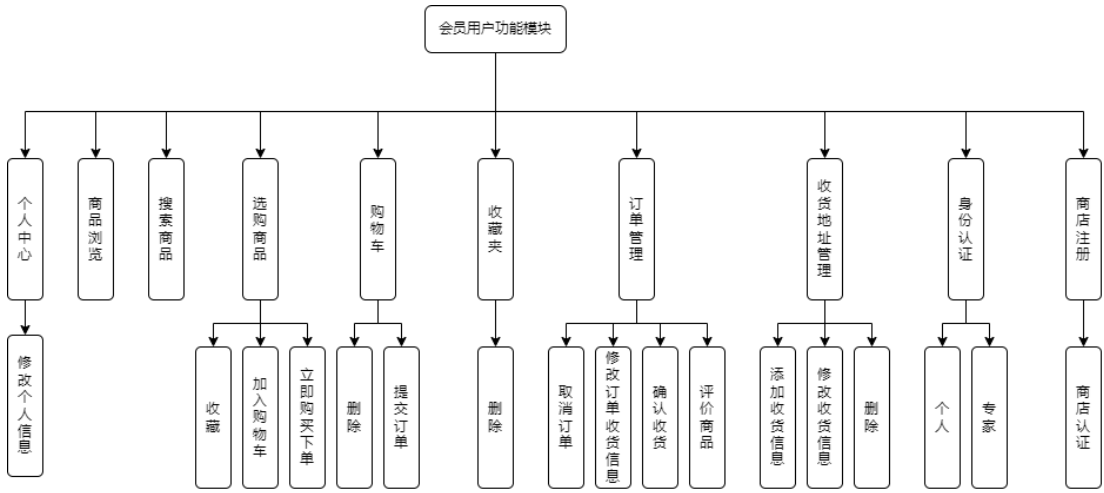 会员用户功能模块
个人中心
商品浏览
搜索商品
选购商品
购物车
收藏夹
订单管理
收货地址管理
身份认证
商店注册
修改个人信息
收藏
加入购物车
立即购买下单
删除
提交订单
删除
取消订单
修改订单收货信息
确认收货
评价商品
添加收货信息
修改收货信息
删除
个人
专家
商店认证